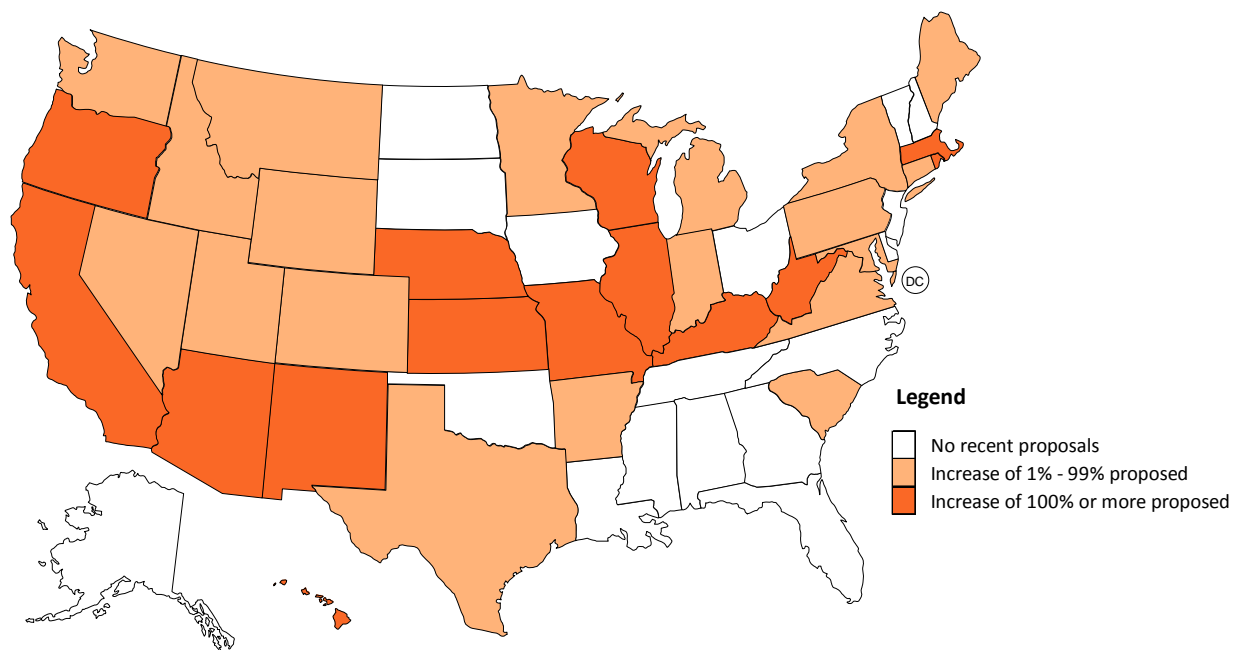 DC
Legend
No recent proposals
Increase of 1% - 99% proposed
Increase of 100% or more proposed